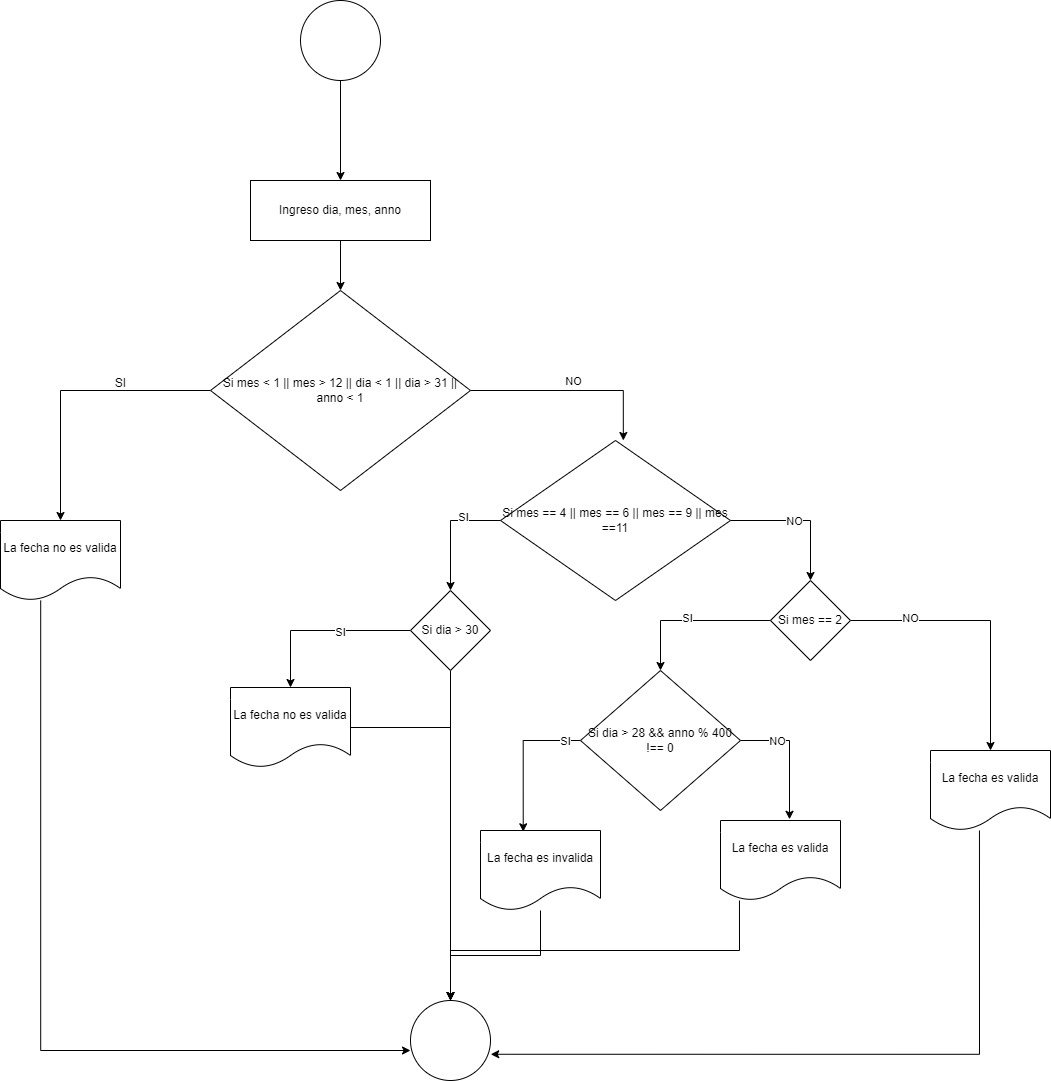 Ingreso dia, mes, anno
Si mes < 1 || mes > 12 || dia < 1 || dia > 31 ||
anno < 1
SI
NO
La fecha no es valida
Si mes == 4 || mes == 6 || mes == 9 || mes
==11
SI
NO
Si dia > 30
SI
La fecha no es valida
Si mes == 2
SI
NO
Si dia > 28 && anno % 400
!== 0
SI
NO
La fecha es invalida
La fecha es valida
La fecha es valida